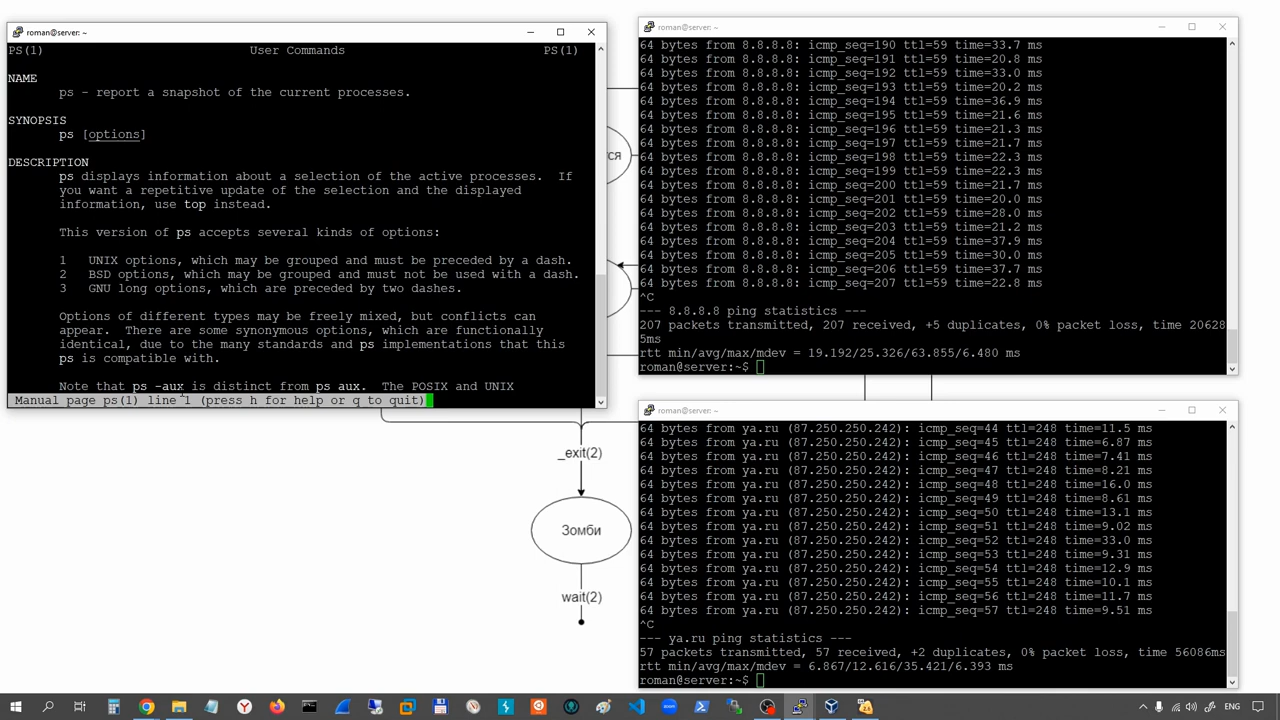 roman@server: ~
PS(1) User Commands PS(1)
NAME
ps - report a snapshot of the current processes.
SYNOPSIS
ps [options]
DESCRIPTION
ps displays information about a selection of the active processes. If
you want a repetitive update of the selection and the displayed
information, use top instead.
This version of ps accepts several kinds of options:
1 UNIX options, which may be grouped and must be preceded by a dash.
2 BSD options, which may be grouped and must not be used with a dash.
3 GNU long options, which are preceded by two dashes.
Options of different types may be freely mixed, but conflicts can
appear. There are some synonymous options, which are functionally
identical, due to the many standards and ps implementations that this
ps is compatible with.
Note that ps -aux is distinct from ps aux. The POSIX and UNIX
Manual page ps(1) line 1 (press h for help or q to quit)
roman@server: ~
64 bytes from 8.8.8.8: icmp_seq=190 ttl=59 time=33.7 ms
64 bytes from 8.8.8.8: icmp_seq=191 ttl=59 time=20.8 ms
64 bytes from 8.8.8.8: icmp_seq=192 ttl=59 time=33.0 ms
64 bytes from 8.8.8.8: icmp_seq=193 ttl=59 time=20.2 ms
64 bytes from 8.8.8.8: icmp_seq=194 ttl=59 time=36.9 ms
64 bytes from 8.8.8.8: icmp_seq=195 ttl=59 time=21.6 ms
64 bytes from 8.8.8.8: icmp_seq=196 ttl=59 time=21.3 ms
64 bytes from 8.8.8.8: icmp_seq=197 ttl=59 time=21.7 ms
64 bytes from 8.8.8.8: icmp_seq=198 ttl=59 time=22.3 ms
64 bytes from 8.8.8.8: icmp_seq=199 ttl=59 time=22.3 ms
64 bytes from 8.8.8.8: icmp_seq=200 ttl=59 time=21.7 ms
64 bytes from 8.8.8.8: icmp_seq=201 ttl=59 time=20.0 ms
64 bytes from 8.8.8.8: icmp_seq=202 ttl=59 time=28.0 ms
64 bytes from 8.8.8.8: icmp_seq=203 ttl=59 time=21.2 ms
64 bytes from 8.8.8.8: icmp_seq=204 ttl=59 time=37.9 ms
64 bytes from 8.8.8.8: icmp_seq=205 ttl=59 time=30.0 ms
64 bytes from 8.8.8.8: icmp_seq=206 ttl=59 time=37.7 ms
64 bytes from 8.8.8.8: icmp_seq=207 ttl=59 time=22.8 ms
^C
--- 8.8.8.8 ping statistics ---
207 packets transmitted, 207 received, +5 duplicates, 0% packet loss, time 20628
5ms
rtt min/avg/max/mdev = 19.192/25.326/63.855/6.480 ms
roman@server:~$
roman@server: ~
64 bytes from ya.ru (87.250.250.242): icmp_seq=44 ttl=248 time=11.5 ms
64 bytes from ya.ru (87.250.250.242): icmp_seq=45 ttl=248 time=6.87 ms
64 bytes from ya.ru (87.250.250.242): icmp_seq=46 ttl=248 time=7.41 ms
64 bytes from ya.ru (87.250.250.242): icmp_seq=47 ttl=248 time=8.21 ms
64 bytes from ya.ru (87.250.250.242): icmp_seq=48 ttl=248 time=16.0 ms
64 bytes from ya.ru (87.250.250.242): icmp_seq=49 ttl=248 time=8.61 ms
64 bytes from ya.ru (87.250.250.242): icmp_seq=50 ttl=248 time=13.1 ms
64 bytes from ya.ru (87.250.250.242): icmp_seq=51 ttl=248 time=9.02 ms
64 bytes from ya.ru (87.250.250.242): icmp_seq=52 ttl=248 time=33.0 ms
64 bytes from ya.ru (87.250.250.242): icmp_seq=53 ttl=248 time=9.31 ms
64 bytes from ya.ru (87.250.250.242): icmp_seq=54 ttl=248 time=12.9 ms
64 bytes from ya.ru (87.250.250.242): icmp_seq=55 ttl=248 time=10.1 ms
64 bytes from ya.ru (87.250.250.242): icmp_seq=56 ttl=248 time=11.7 ms
64 bytes from ya.ru (87.250.250.242): icmp_seq=57 ttl=248 time=9.51 ms
^C
--- ya.ru ping statistics ---
57 packets transmitted, 57 received, +2 duplicates, 0% packet loss, time 56086ms
rtt min/avg/max/mdev = 6.867/12.616/35.421/6.393 ms
roman@server:~$
_exit(2)
Зомби
wait(2)
ENG